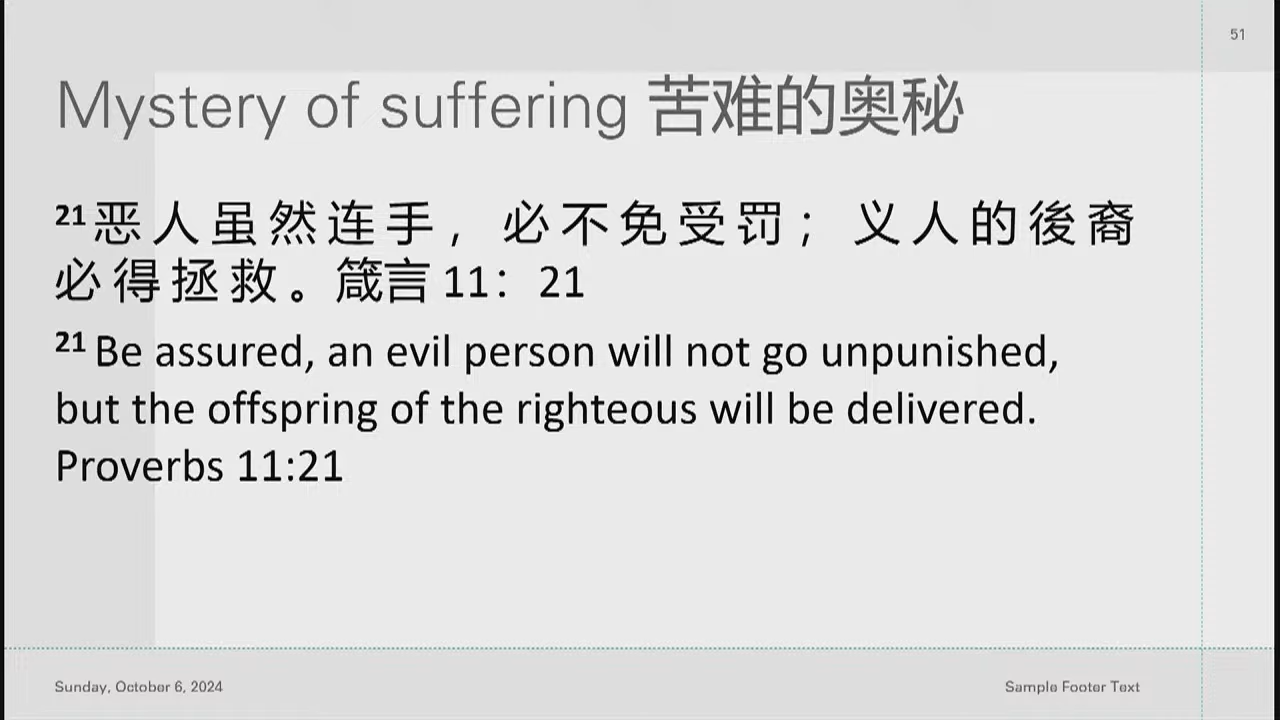 51
Mystery of suffering 苦难的奥秘
21 恶人虽然连手，必不免受罚；义人的後裔
必得拯救。箴言 11：21
21 Be assured, an evil person will not go unpunished,
but the offspring of the righteous will be delivered.
Proverbs 11:21
Sunday, October 6, 2024
Sample Footer Text